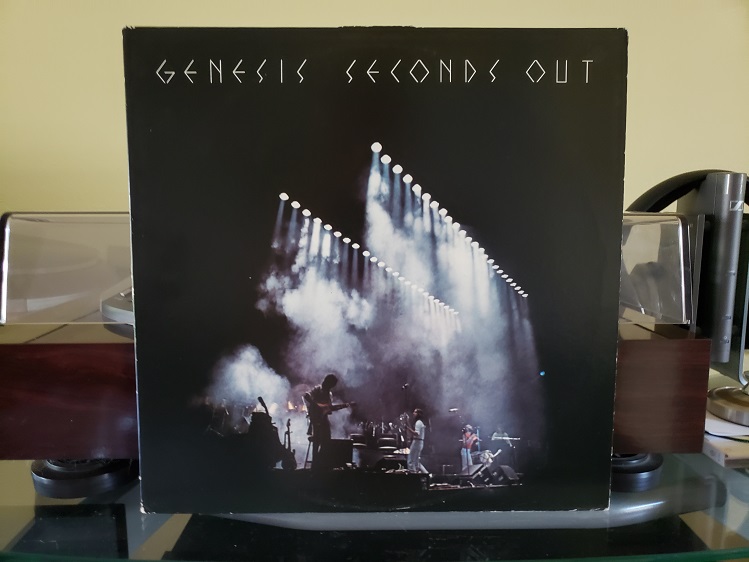 GENESIS SECONDS OUT